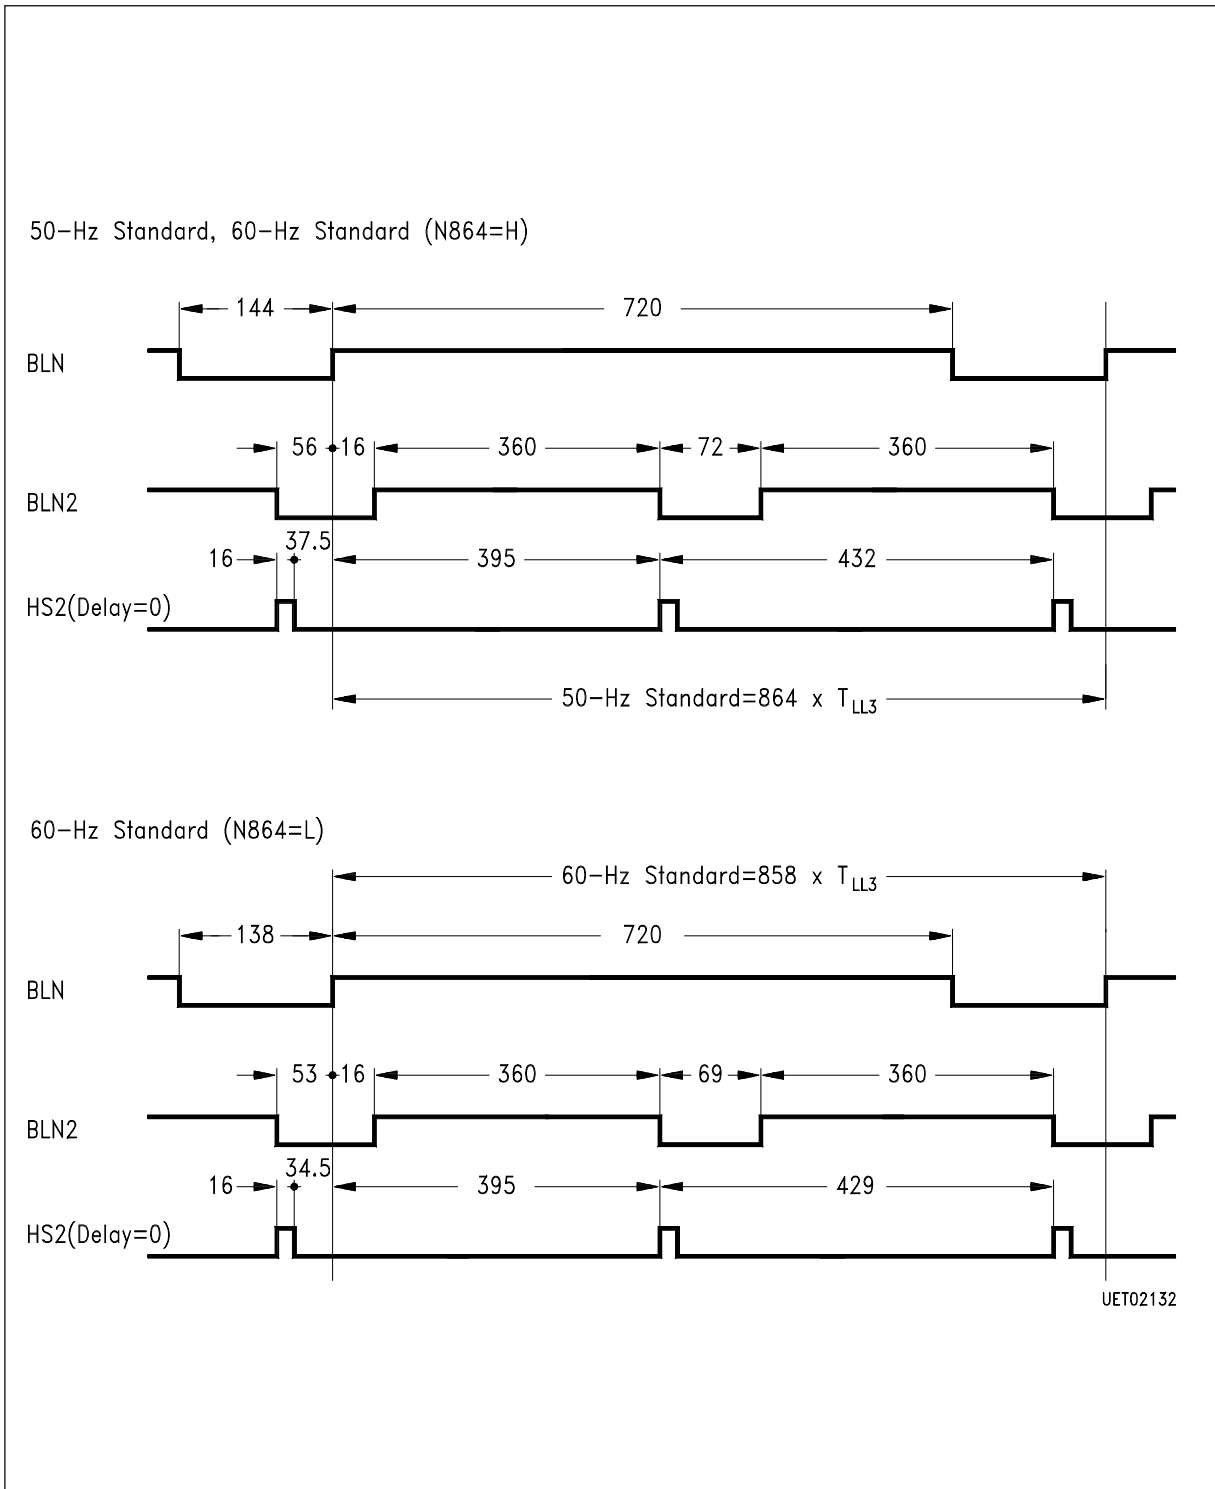 50-Hz Standard, 60-Hz Standard (N864=H)
144 720
BLN
56 16 360 72 360
BLN2
37.5
16 395 432
HS2(Delay=0)
50-Hz Standard=864 x TLL3
60-Hz Standard (N864=L)
60-Hz Standard=858 x TLL3
138 720
BLN
53 16 360 69 360
BLN2
34.5
16 395 429
HS2(Delay=0)
UET02132